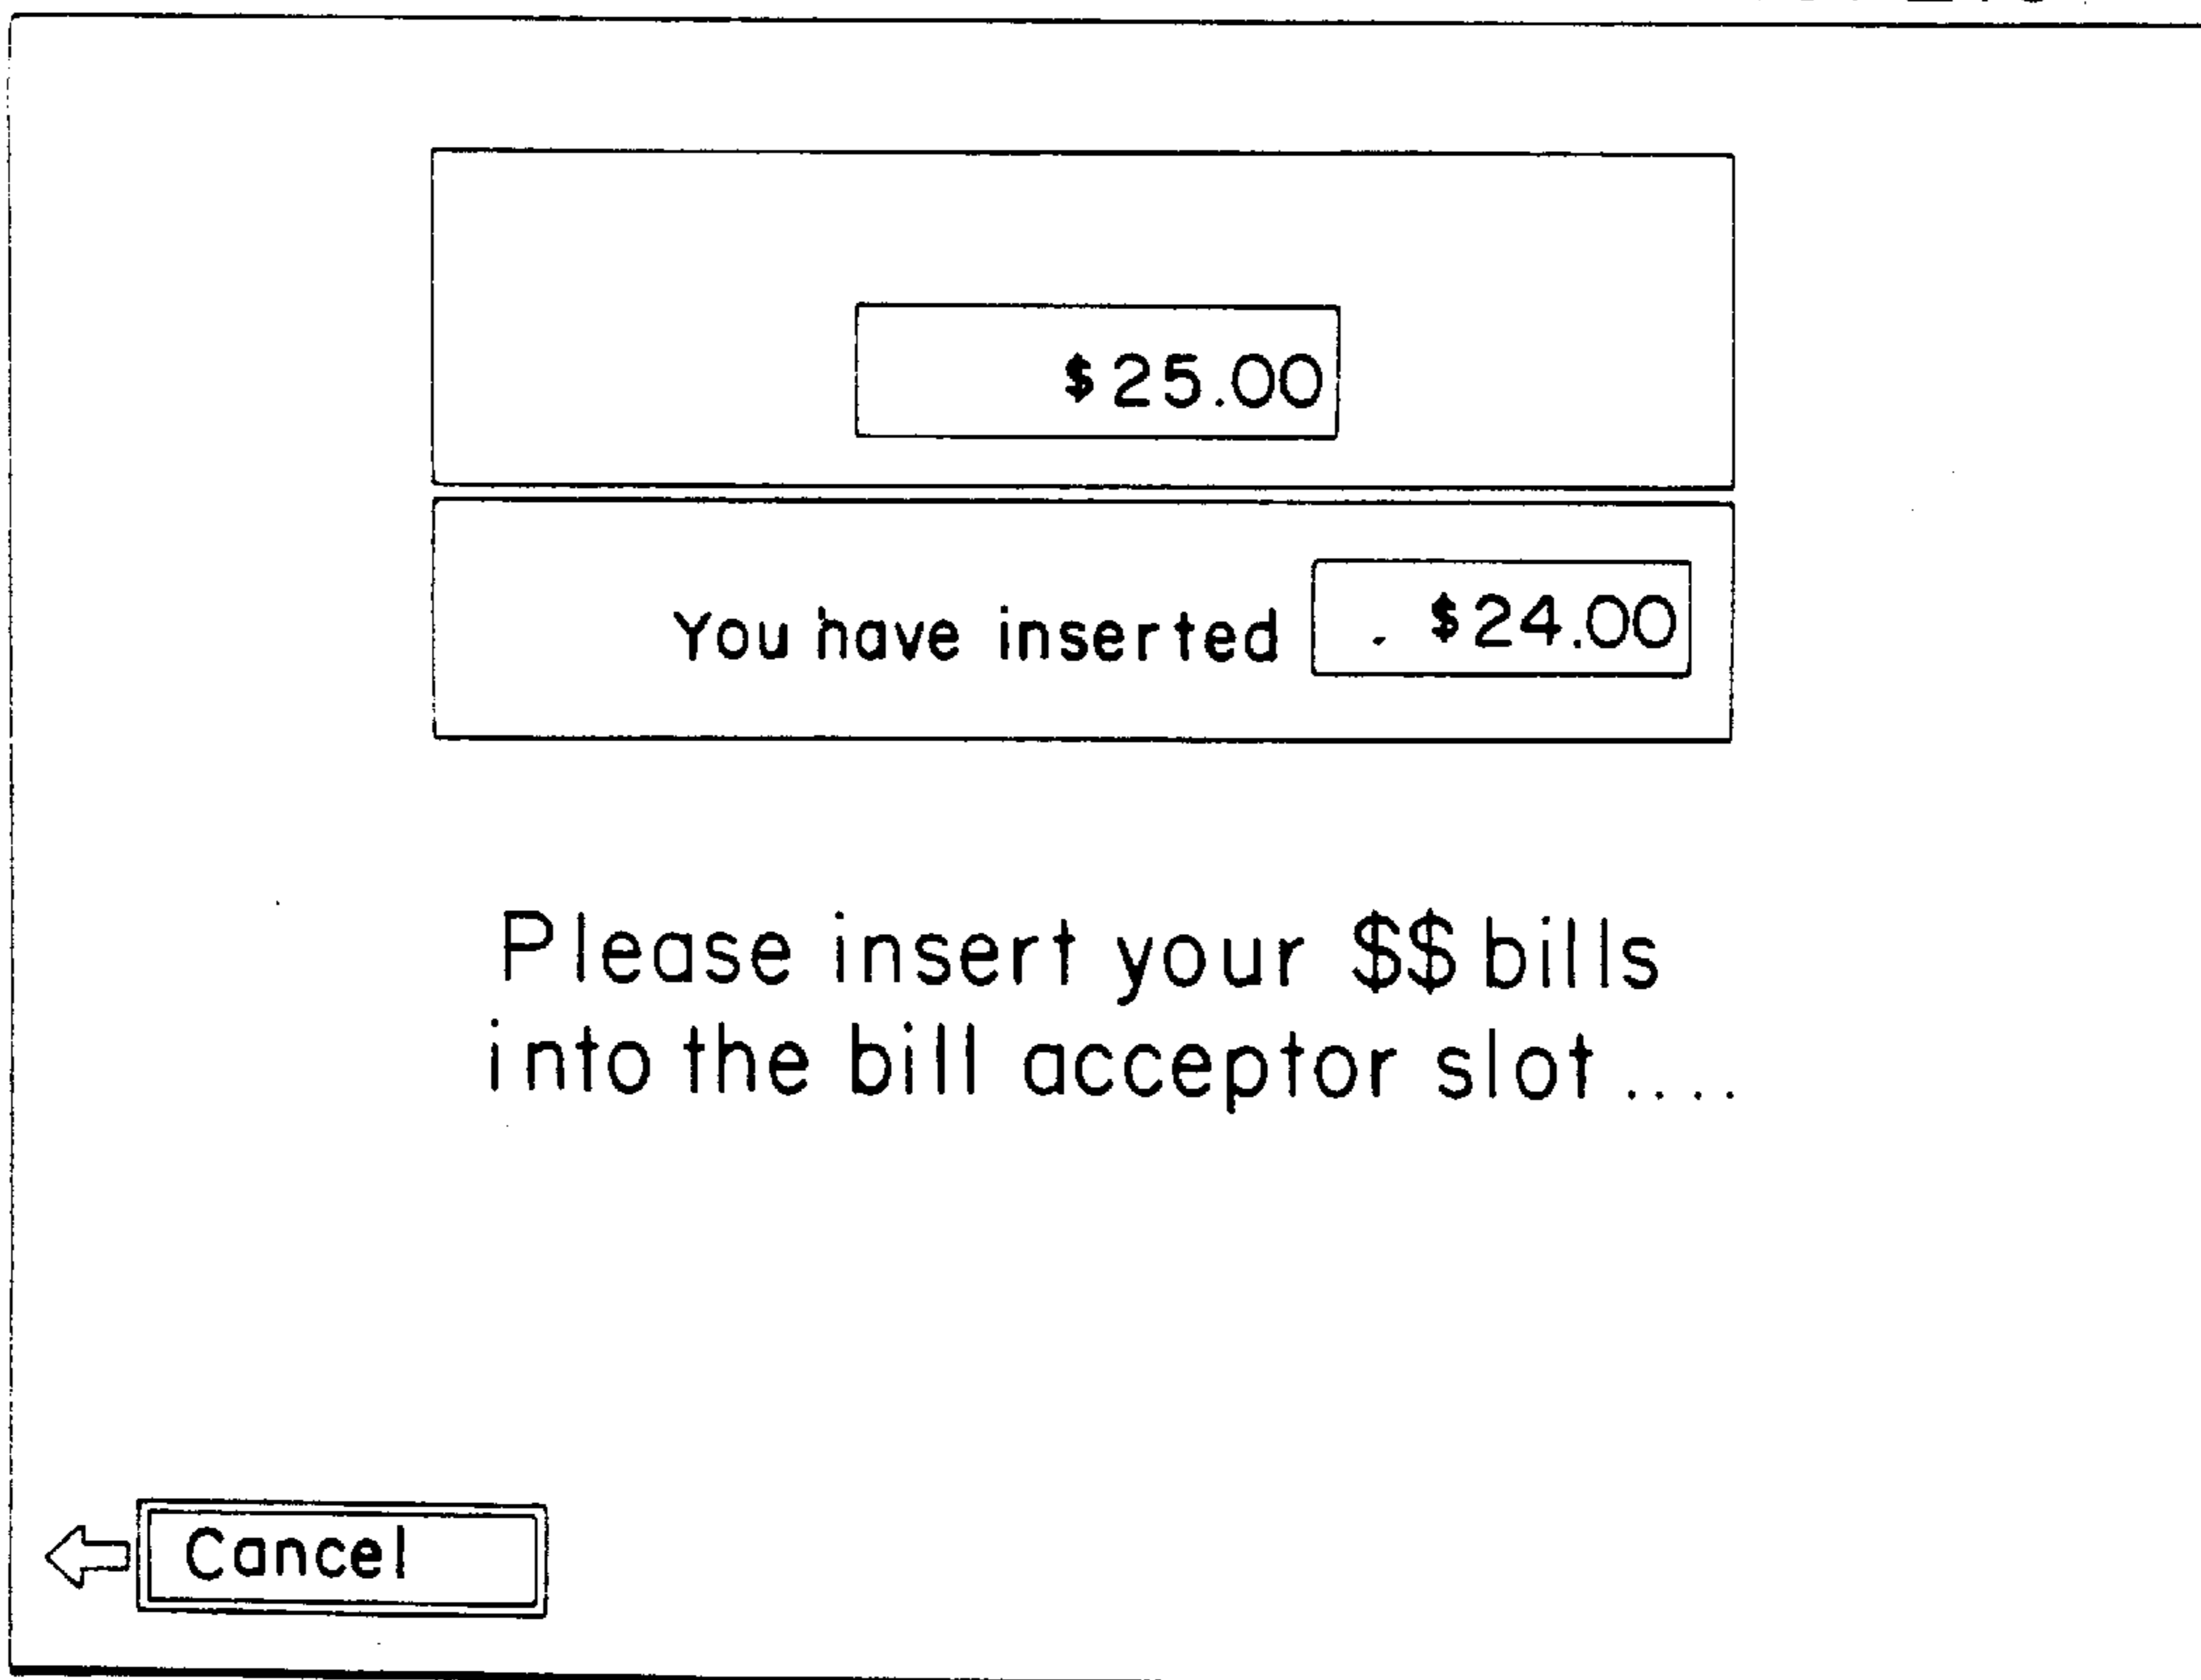 $25.00
You have inserted $24.00
Please insert your $$ bills
into the bill acceptor slot....
Cancel